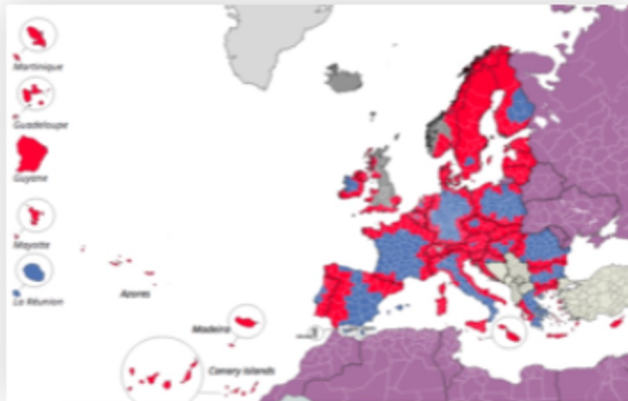 Martinique
Guadeloupe
Guyane
Mayotte
La Réunion
Azores
Madeira
Canary Islands